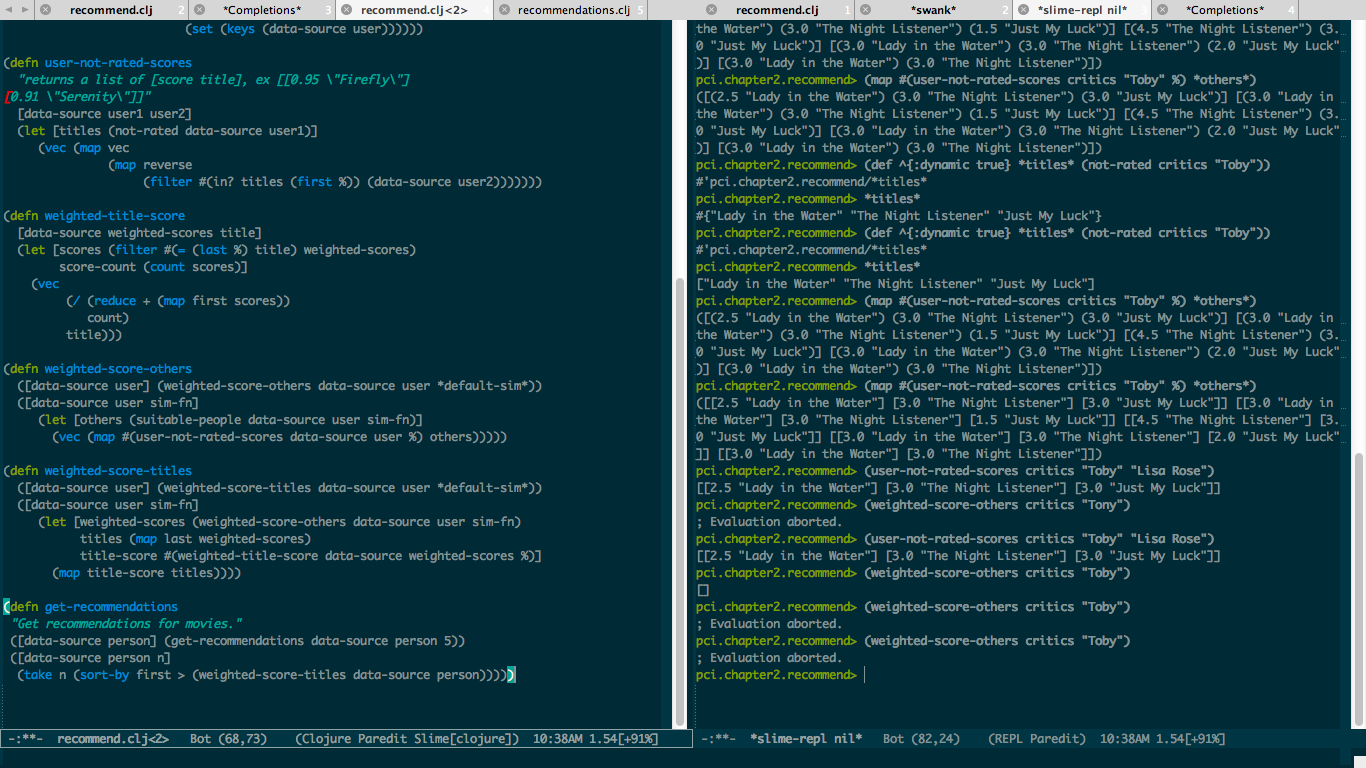 recommend.clj 2 *Completions* 3 recommend.clj<2> 4 recommendations.clj 5
(set (keys (data-source user))))))
(defn user-not-rated-scores
"returns a list of [score title], ex [[0.95 \"Firefly\"]
[0.91 \"Serenity\"]]"
[data-source user1 user2]
(let [titles (not-rated data-source user1)]
(vec (map vec
(map reverse
(filter #(in? titles (first %)) (data-source user2)))))))
(defn weighted-title-score
[data-source weighted-scores title]
(let [scores (filter #(= (last %) title) weighted-scores)
score-count (count scores)]
(vec
(/ (reduce + (map first scores))
count)
title)))
(defn weighted-score-others
([data-source user] (weighted-score-others data-source user *default-sim*))
([data-source user sim-fn]
(let [others (suitable-people data-source user sim-fn)]
(vec (map #(user-not-rated-scores data-source user %) others)))))
(defn weighted-score-titles
([data-source user] (weighted-score-titles data-source user *default-sim*))
([data-source user sim-fn]
(let [weighted-scores (weighted-score-others data-source user sim-fn)
titles (map last weighted-scores)
title-score #(weighted-title-score data-source weighted-scores %)]
(map title-score titles))))
(defn get-recommendations
"Get recommendations for movies."
([data-source person] (get-recommendations data-source person 5))
([data-source person n]
(take n (sort-by first > (weighted-score-titles data-source person)))))
-:**- recommend.clj<2> Bot (68,73) (Clojure Paredit Slime[clojure]) 10:38AM 1.54[+91%]
recommend.clj 1 *swank* 2 *slime-repl nil* 3 *Completions* 4
the Water") (3.0 "The Night Listener") (1.5 "Just My Luck")] [(4.5 "The Night Listener") (3.
0 "Just My Luck")] [(3.0 "Lady in the Water") (3.0 "The Night Listener") (2.0 "Just My Luck"
)] [(3.0 "Lady in the Water") (3.0 "The Night Listener")])
pci.chapter2.recommend> (map #(user-not-rated-scores critics "Toby" %) *others*)
([(2.5 "Lady in the Water") (3.0 "The Night Listener") (3.0 "Just My Luck")] [(3.0 "Lady in
the Water") (3.0 "The Night Listener") (1.5 "Just My Luck")] [(4.5 "The Night Listener") (3.
0 "Just My Luck")] [(3.0 "Lady in the Water") (3.0 "The Night Listener") (2.0 "Just My Luck"
)] [(3.0 "Lady in the Water") (3.0 "The Night Listener")])
pci.chapter2.recommend> (def ^{:dynamic true} *titles* (not-rated critics "Toby"))
#'pci.chapter2.recommend/*titles*
pci.chapter2.recommend> *titles*
#{"Lady in the Water" "The Night Listener" "Just My Luck"}
pci.chapter2.recommend> (def ^{:dynamic true} *titles* (not-rated critics "Toby"))
#'pci.chapter2.recommend/*titles*
pci.chapter2.recommend> *titles*
["Lady in the Water" "The Night Listener" "Just My Luck"]
pci.chapter2.recommend> (map #(user-not-rated-scores critics "Toby" %) *others*)
([(2.5 "Lady in the Water") (3.0 "The Night Listener") (3.0 "Just My Luck")] [(3.0 "Lady in
the Water") (3.0 "The Night Listener") (1.5 "Just My Luck")] [(4.5 "The Night Listener") (3.
0 "Just My Luck")] [(3.0 "Lady in the Water") (3.0 "The Night Listener") (2.0 "Just My Luck"
)] [(3.0 "Lady in the Water") (3.0 "The Night Listener")])
pci.chapter2.recommend> (map #(user-not-rated-scores critics "Toby" %) *others*)
([[2.5 "Lady in the Water"] [3.0 "The Night Listener"] [3.0 "Just My Luck"]] [[3.0 "Lady in
the Water"] [3.0 "The Night Listener"] [1.5 "Just My Luck"]] [[4.5 "The Night Listener"] [3.
0 "Just My Luck"]] [[3.0 "Lady in the Water"] [3.0 "The Night Listener"] [2.0 "Just My Luck"
]] [[3.0 "Lady in the Water"] [3.0 "The Night Listener"]])
pci.chapter2.recommend> (user-not-rated-scores critics "Toby" "Lisa Rose")
[[2.5 "Lady in the Water"] [3.0 "The Night Listener"] [3.0 "Just My Luck"]]
pci.chapter2.recommend> (weighted-score-others critics "Tony")
; Evaluation aborted.
pci.chapter2.recommend> (user-not-rated-scores critics "Toby" "Lisa Rose")
[[2.5 "Lady in the Water"] [3.0 "The Night Listener"] [3.0 "Just My Luck"]]
pci.chapter2.recommend> (weighted-score-others critics "Toby")
[]
pci.chapter2.recommend> (weighted-score-others critics "Toby")
; Evaluation aborted.
pci.chapter2.recommend> (weighted-score-others critics "Toby")
; Evaluation aborted.
pci.chapter2.recommend>
-:**- *slime-repl nil* Bot (82,24) (REPL Paredit) 10:38AM 1.54[+91%]